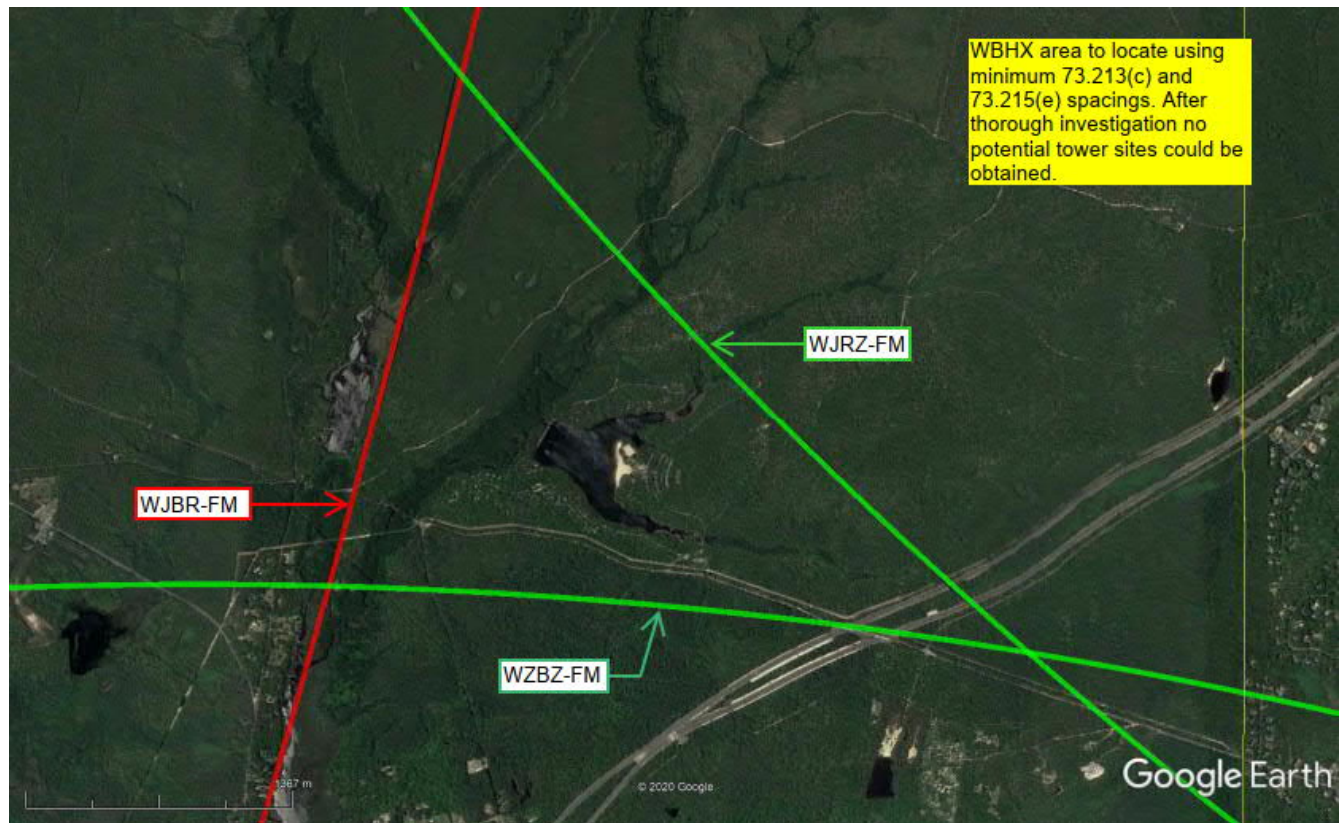 WBHX area to locate using
minimum 73.213(c) and
73.215(e) spacings. After
thorough investigation no
potential tower sites could be
obtained.
WJRZ-FM
WJBR-FM
WZBZ-FM
1367 m
© 2020 Google
Google Earth